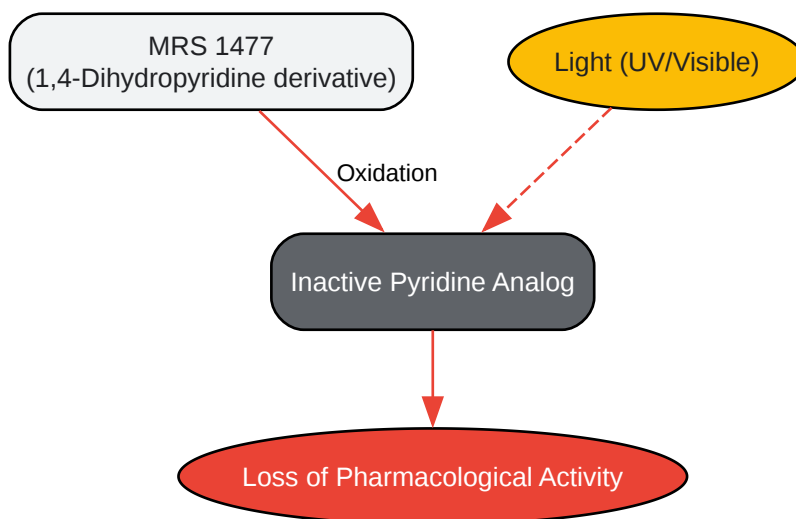 MRS 1477
(1,4-Dihydropyridine derivative)
Light (UV/Visible)
Oxidation
Inactive Pyridine Analog
Loss of Pharmacological Activity